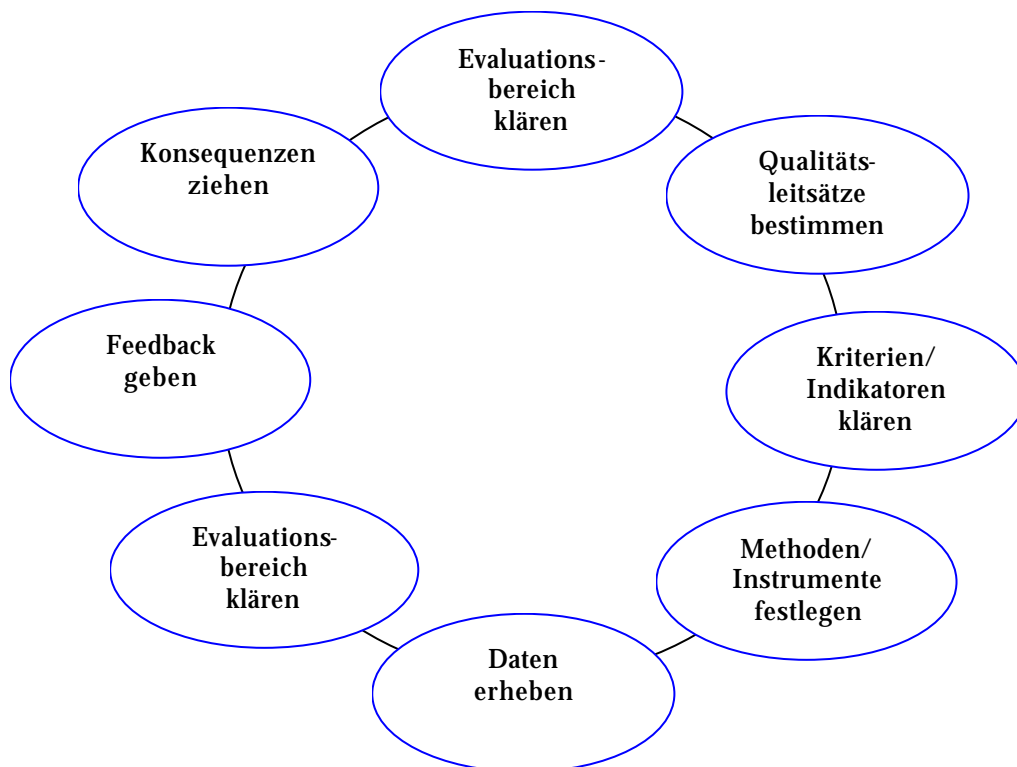 Evaluations-
bereich
klären
Qualitäts-
leitsätze
bestimmen
Kriterien/
Indikatoren
klären
Methoden/
Instrumente
festlegen
Daten
erheben
Evaluations-
bereich
klären
Feedback
geben
Konsequenzen
ziehen